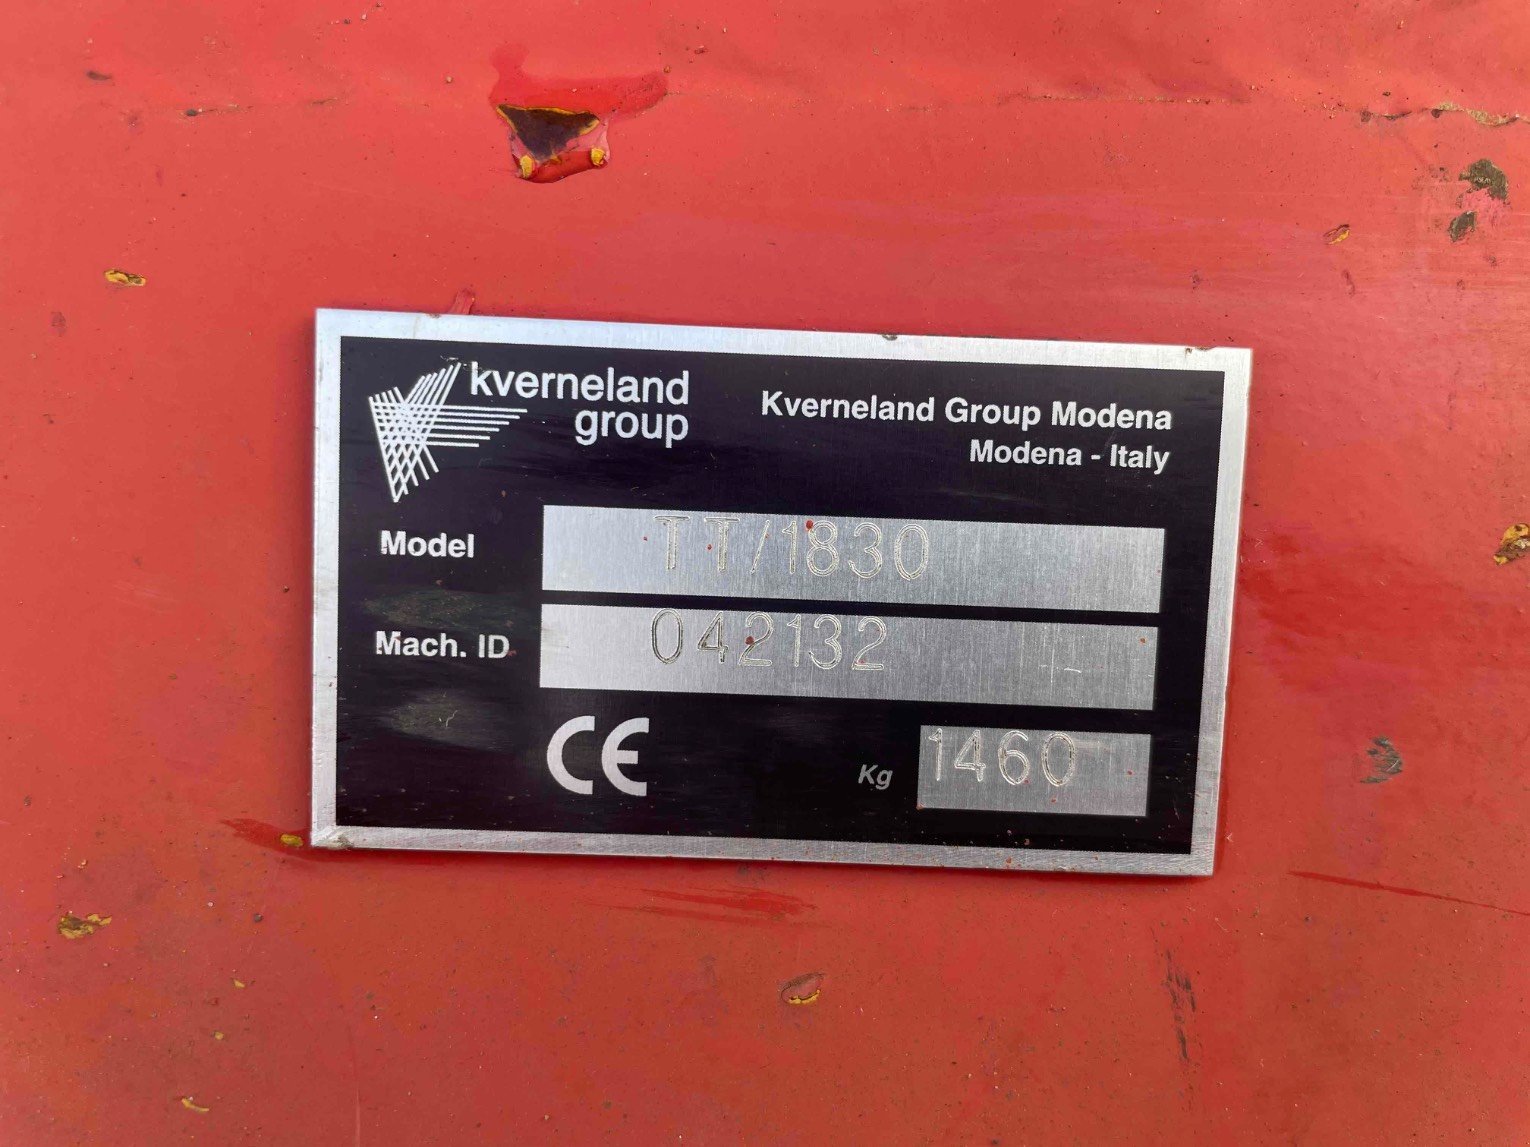 kverneland
group
Kverneland Group Modena
Modena - Italy
Model TT/1830
Mach. ID 042132
CE Kg 1460